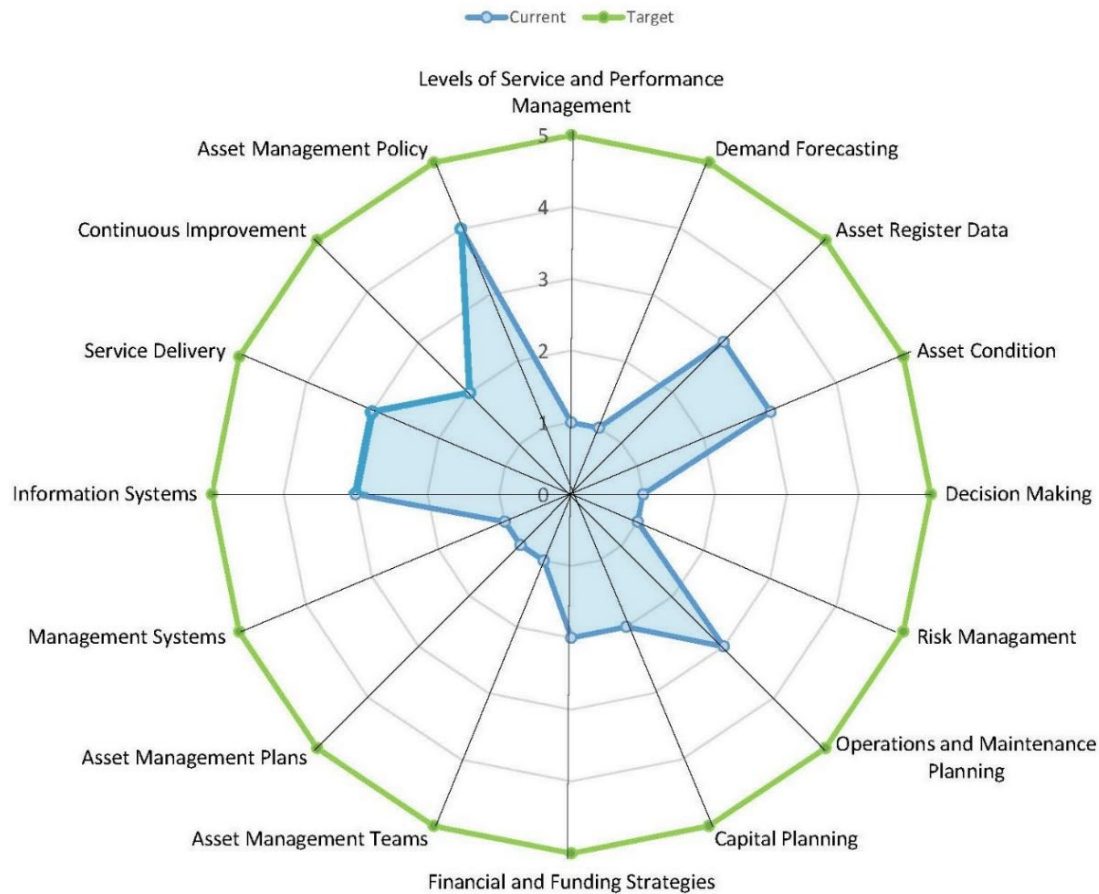 Current Target
Levels of Service and Performance
Management
Demand Forecasting
Asset Register Data
Asset Condition
Decision Making
Risk Managament
Operations and Maintenance
Planning
Capital Planning
Financial and Funding Strategies
Asset Management Teams
Asset Management Plans
Management Systems
Information Systems
Service Delivery
Continuous Improvement
Asset Management Policy
5
4
3
2
1
0